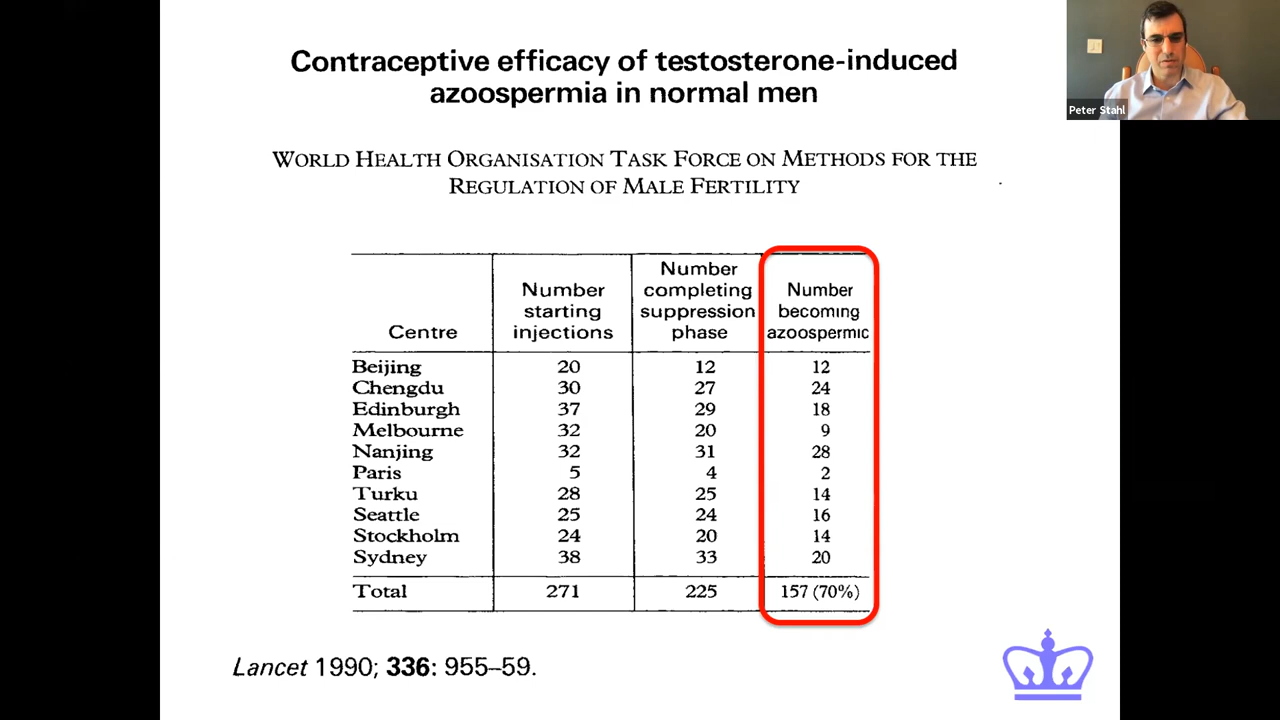 Contraceptive efficacy of testosterone-induced
azoospermia in normal men
WORLD HEALTH ORGANISATION TASK FORCE ON METHODS FOR THE
REGULATION OF MALE FERTILITY
Centre Number starting injections Number completing suppression phase Number becoming azoospermic
Beijing 20 12 12
Chengdu 30 27 24
Edinburgh 37 29 18
Melbourne 32 20 9
Nanjing 32 31 28
Paris 5 4 2
Turku 28 25 14
Seattle 25 24 16
Stockholm 24 20 14
Sydney 38 33 20
Total 271 225 157 (70%)
Lancet 1990; 336: 955–59.
Peter Stahl